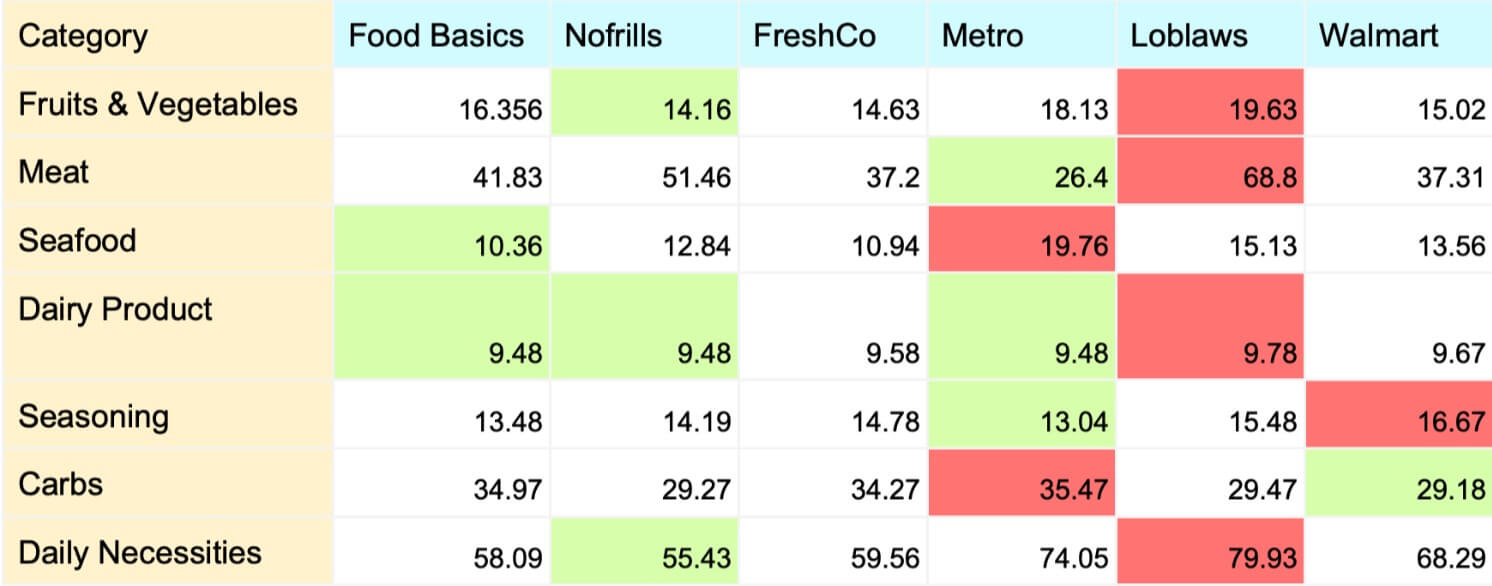 Category Food Basics Nofrills FreshCo Metro Loblaws Walmart
Fruits & Vegetables 16.356 14.16 14.63 18.13 19.63 15.02
Meat 41.83 51.46 37.2 26.4 68.8 37.31
Seafood 10.36 12.84 10.94 19.76 15.13 13.56
Dairy Product 9.48 9.48 9.58 9.48 9.78 9.67
Seasoning 13.48 14.19 14.78 13.04 15.48 16.67
Carbs 34.97 29.27 34.27 35.47 29.47 29.18
Daily Necessities 58.09 55.43 59.56 74.05 79.93 68.29